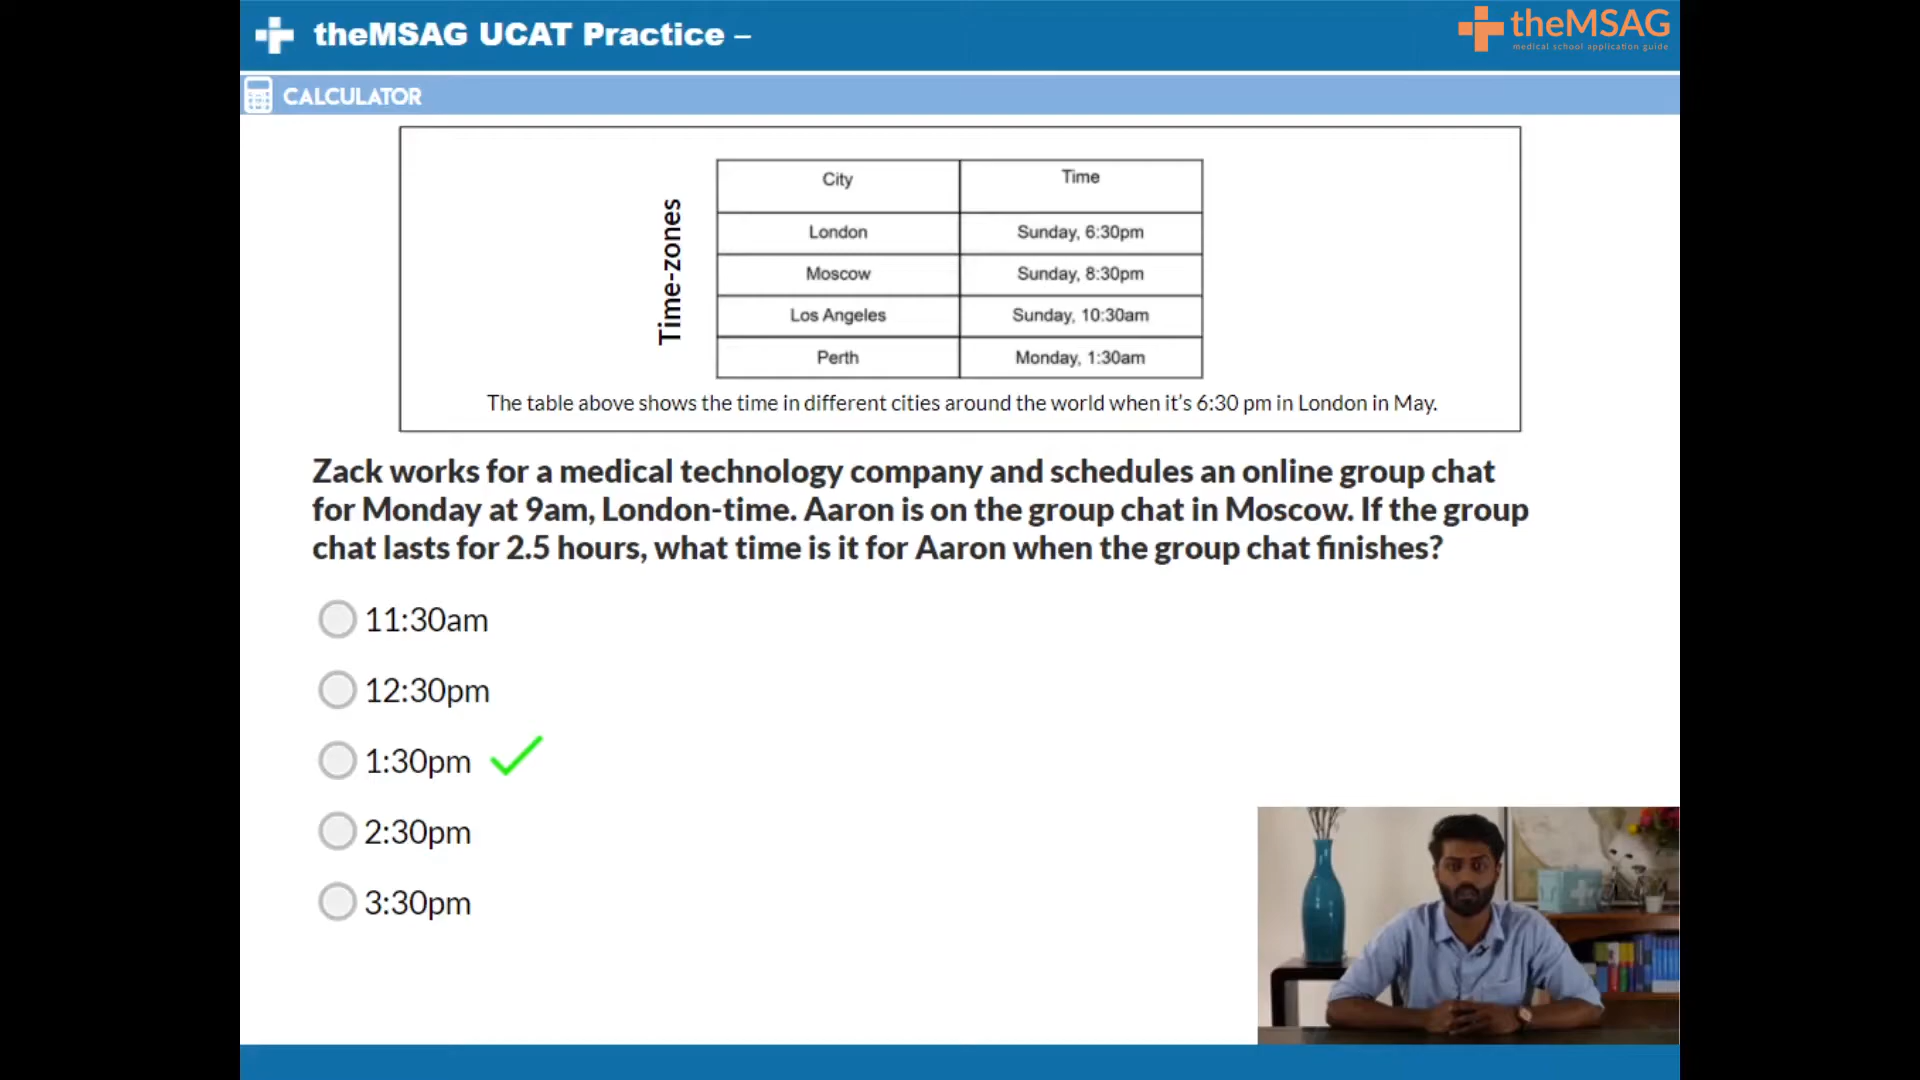 theMSAG UCAT Practice –
theMSAG
medical school application guide
CALCULATOR
Time-zones
City Time
London Sunday, 6:30pm
Moscow Sunday, 8:30pm
Los Angeles Sunday, 10:30am
Perth Monday, 1:30am
The table above shows the time in different cities around the world when it's 6:30 pm in London in May.
Zack works for a medical technology company and schedules an online group chat
for Monday at 9am, London-time. Aaron is on the group chat in Moscow. If the group
chat lasts for 2.5 hours, what time is it for Aaron when the group chat finishes?
11:30am
12:30pm
1:30pm
2:30pm
3:30pm